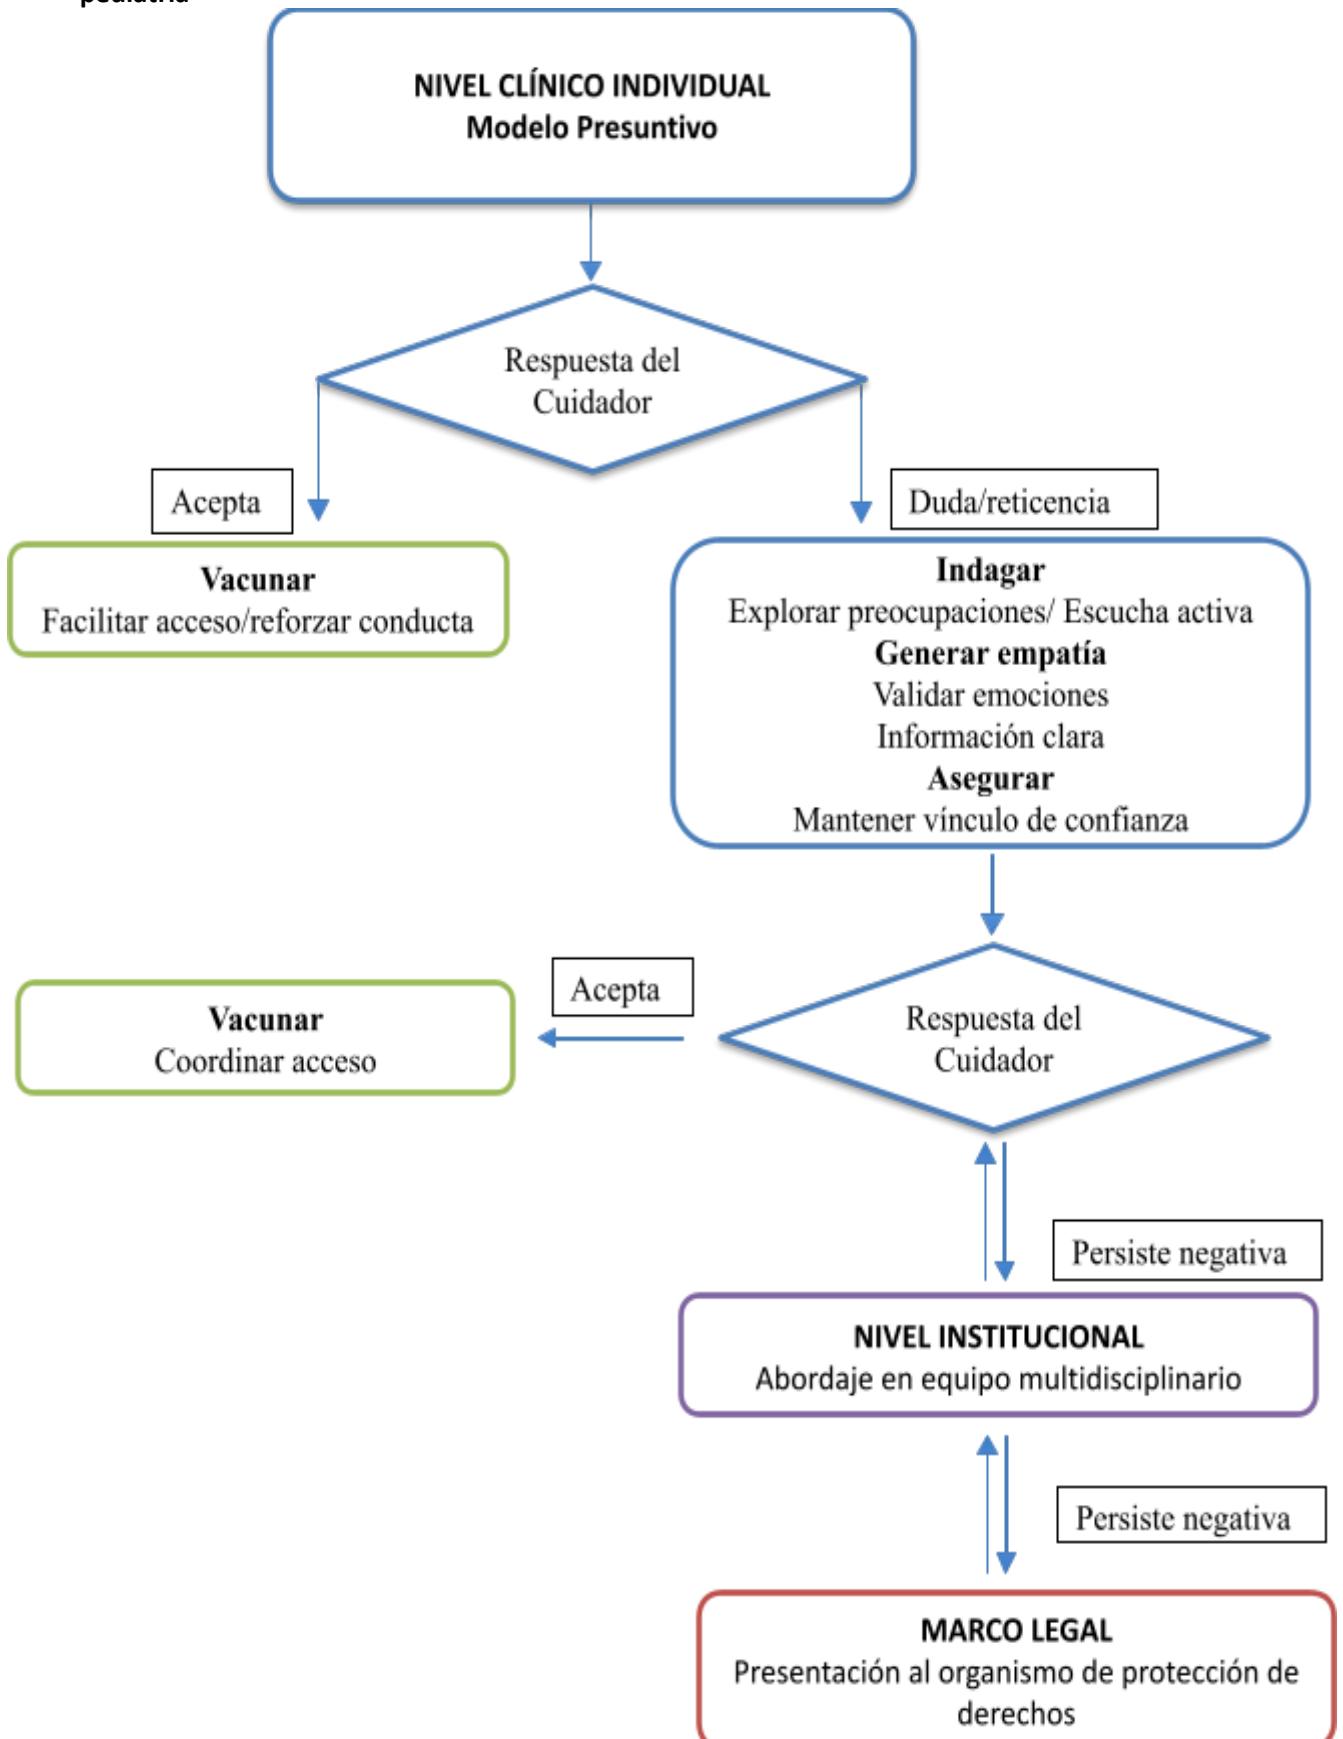 pediatría
NIVEL CLÍNICO INDIVIDUAL
Modelo Presuntivo
Respuesta del
Cuidador
Acepta
Duda/reticencia
Vacunar
Facilitar acceso/reforzar conducta
Indagar
Explorar preocupaciones/ Escucha activa
Generar empatía
Validar emociones
Información clara
Asegurar
Mantener vínculo de confianza
Acepta
Vacunar
Coordinar acceso
Respuesta del
Cuidador
Persiste negativa
NIVEL INSTITUCIONAL
Abordaje en equipo multidisciplinario
Persiste negativa
MARCO LEGAL
Presentación al organismo de protección de
derechos